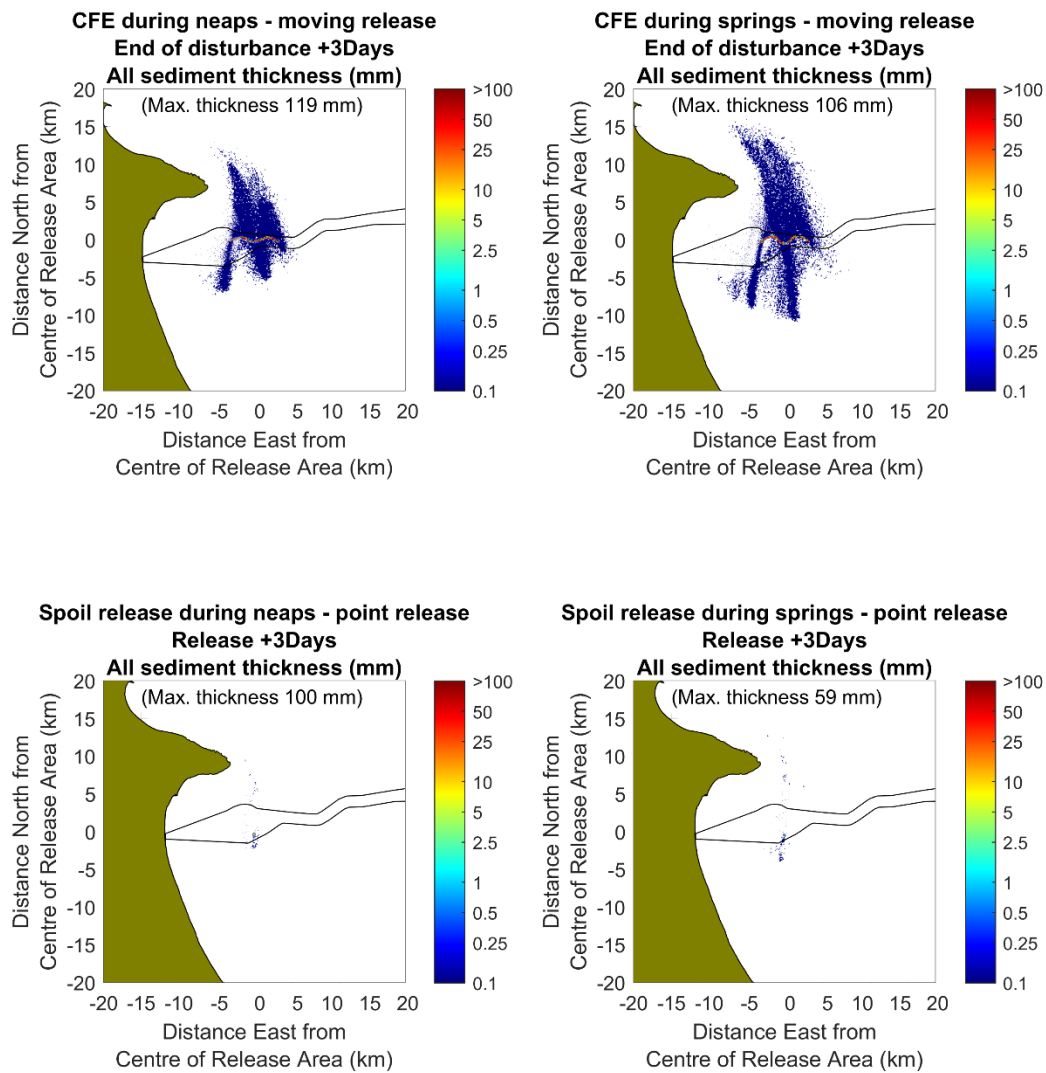 CFE during neaps - moving release
End of disturbance +3Days
All sediment thickness (mm)
(Max. thickness 119 mm)
Distance North from
Centre of Release Area (km)
20
15
10
5
0
-5
-10
-15
-20
-20 -15 -10 -5 0 5 10 15 20
Distance East from
Centre of Release Area (km)
>100
50
25
10
5
2.5
1
0.5
0.25
0.1
CFE during springs - moving release
End of disturbance +3Days
All sediment thickness (mm)
(Max. thickness 106 mm)
Distance North from
Centre of Release Area (km)
20
15
10
5
0
-5
-10
-15
-20
-20 -15 -10 -5 0 5 10 15 20
Distance East from
Centre of Release Area (km)
>100
50
25
10
5
2.5
1
0.5
0.25
0.1
Spoil release during neaps - point release
Release +3Days
All sediment thickness (mm)
(Max. thickness 100 mm)
Distance North from
Centre of Release Area (km)
20
15
10
5
0
-5
-10
-15
-20
-20 -15 -10 -5 0 5 10 15 20
Distance East from
Centre of Release Area (km)
>100
50
25
10
5
2.5
1
0.5
0.25
0.1
Spoil release during springs - point release
Release +3Days
All sediment thickness (mm)
(Max. thickness 59 mm)
Distance North from
Centre of Release Area (km)
20
15
10
5
0
-5
-10
-15
-20
-20 -15 -10 -5 0 5 10 15 20
Distance East from
Centre of Release Area (km)
>100
50
25
10
5
2.5
1
0.5
0.25
0.1